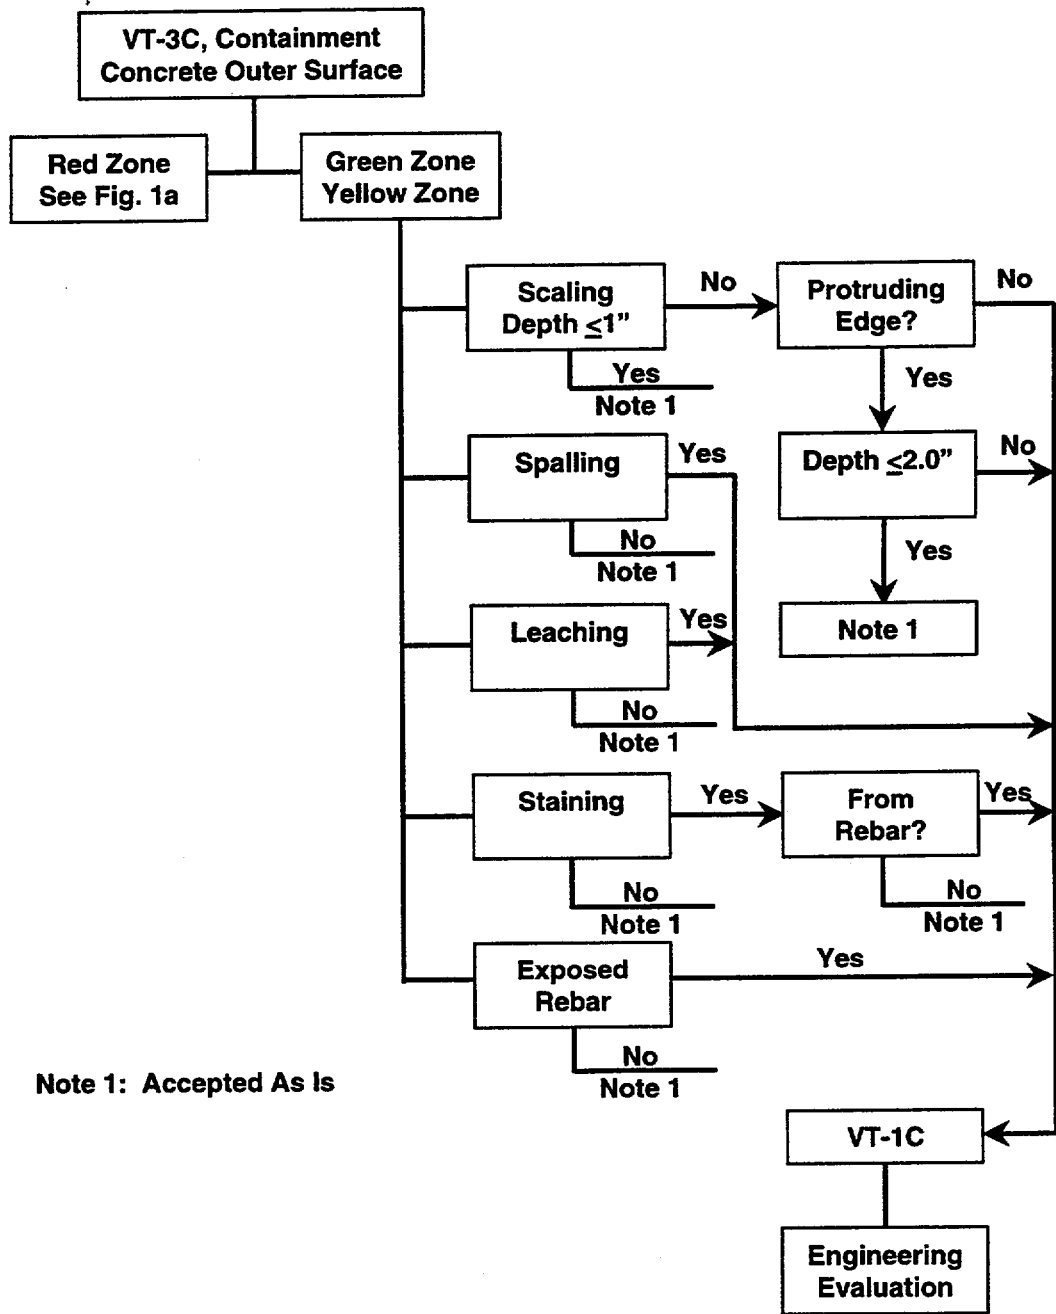 VT-3C, Containment
Concrete Outer Surface
Red Zone
See Fig. 1a
Green Zone
Yellow Zone
Scaling
Depth ≤1”
No
Protruding
Edge?
No
Yes
Note 1
Yes
Spalling
Yes
Depth ≤2.0”
No
No
Note 1
Yes
Leaching
Yes
Note 1
No
Note 1
Staining
Yes
From
Rebar?
Yes
No
Note 1
No
Note 1
Exposed
Rebar
Yes
No
Note 1
Note 1: Accepted As Is
VT-1C
Engineering
Evaluation